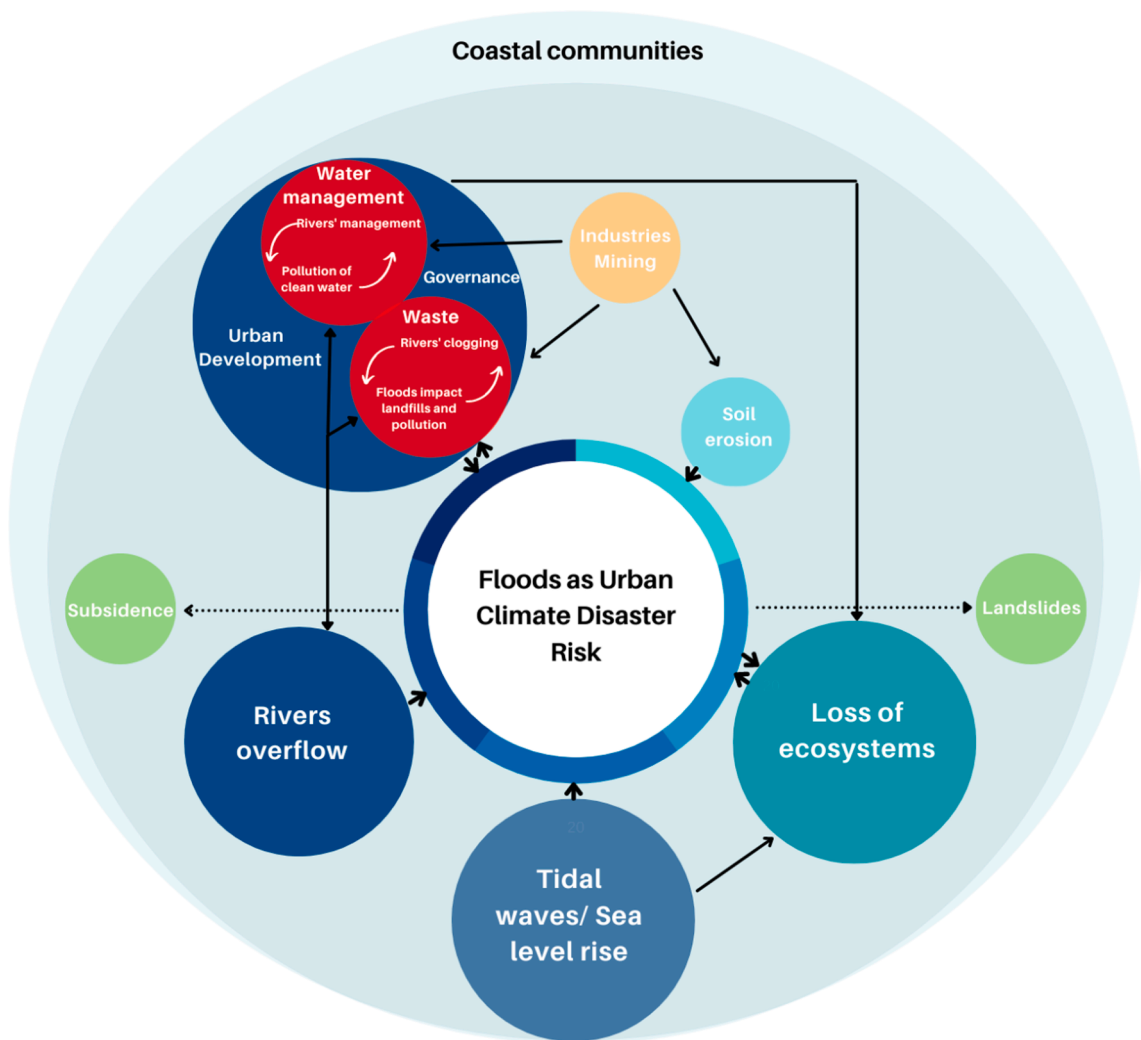 Coastal communities
Water
management
Rivers' management
Pollution of
clean water
Governance
Urban
Development
Waste
Rivers' clogging
Floods impact
landfills and
pollution
Industries
Mining
Soil
erosion
Floods as Urban
Climate Disaster
Risk
Subsidence
Landslides
Rivers
overflow
Loss of
ecosystems
20
Tidal
waves/ Sea
level rise